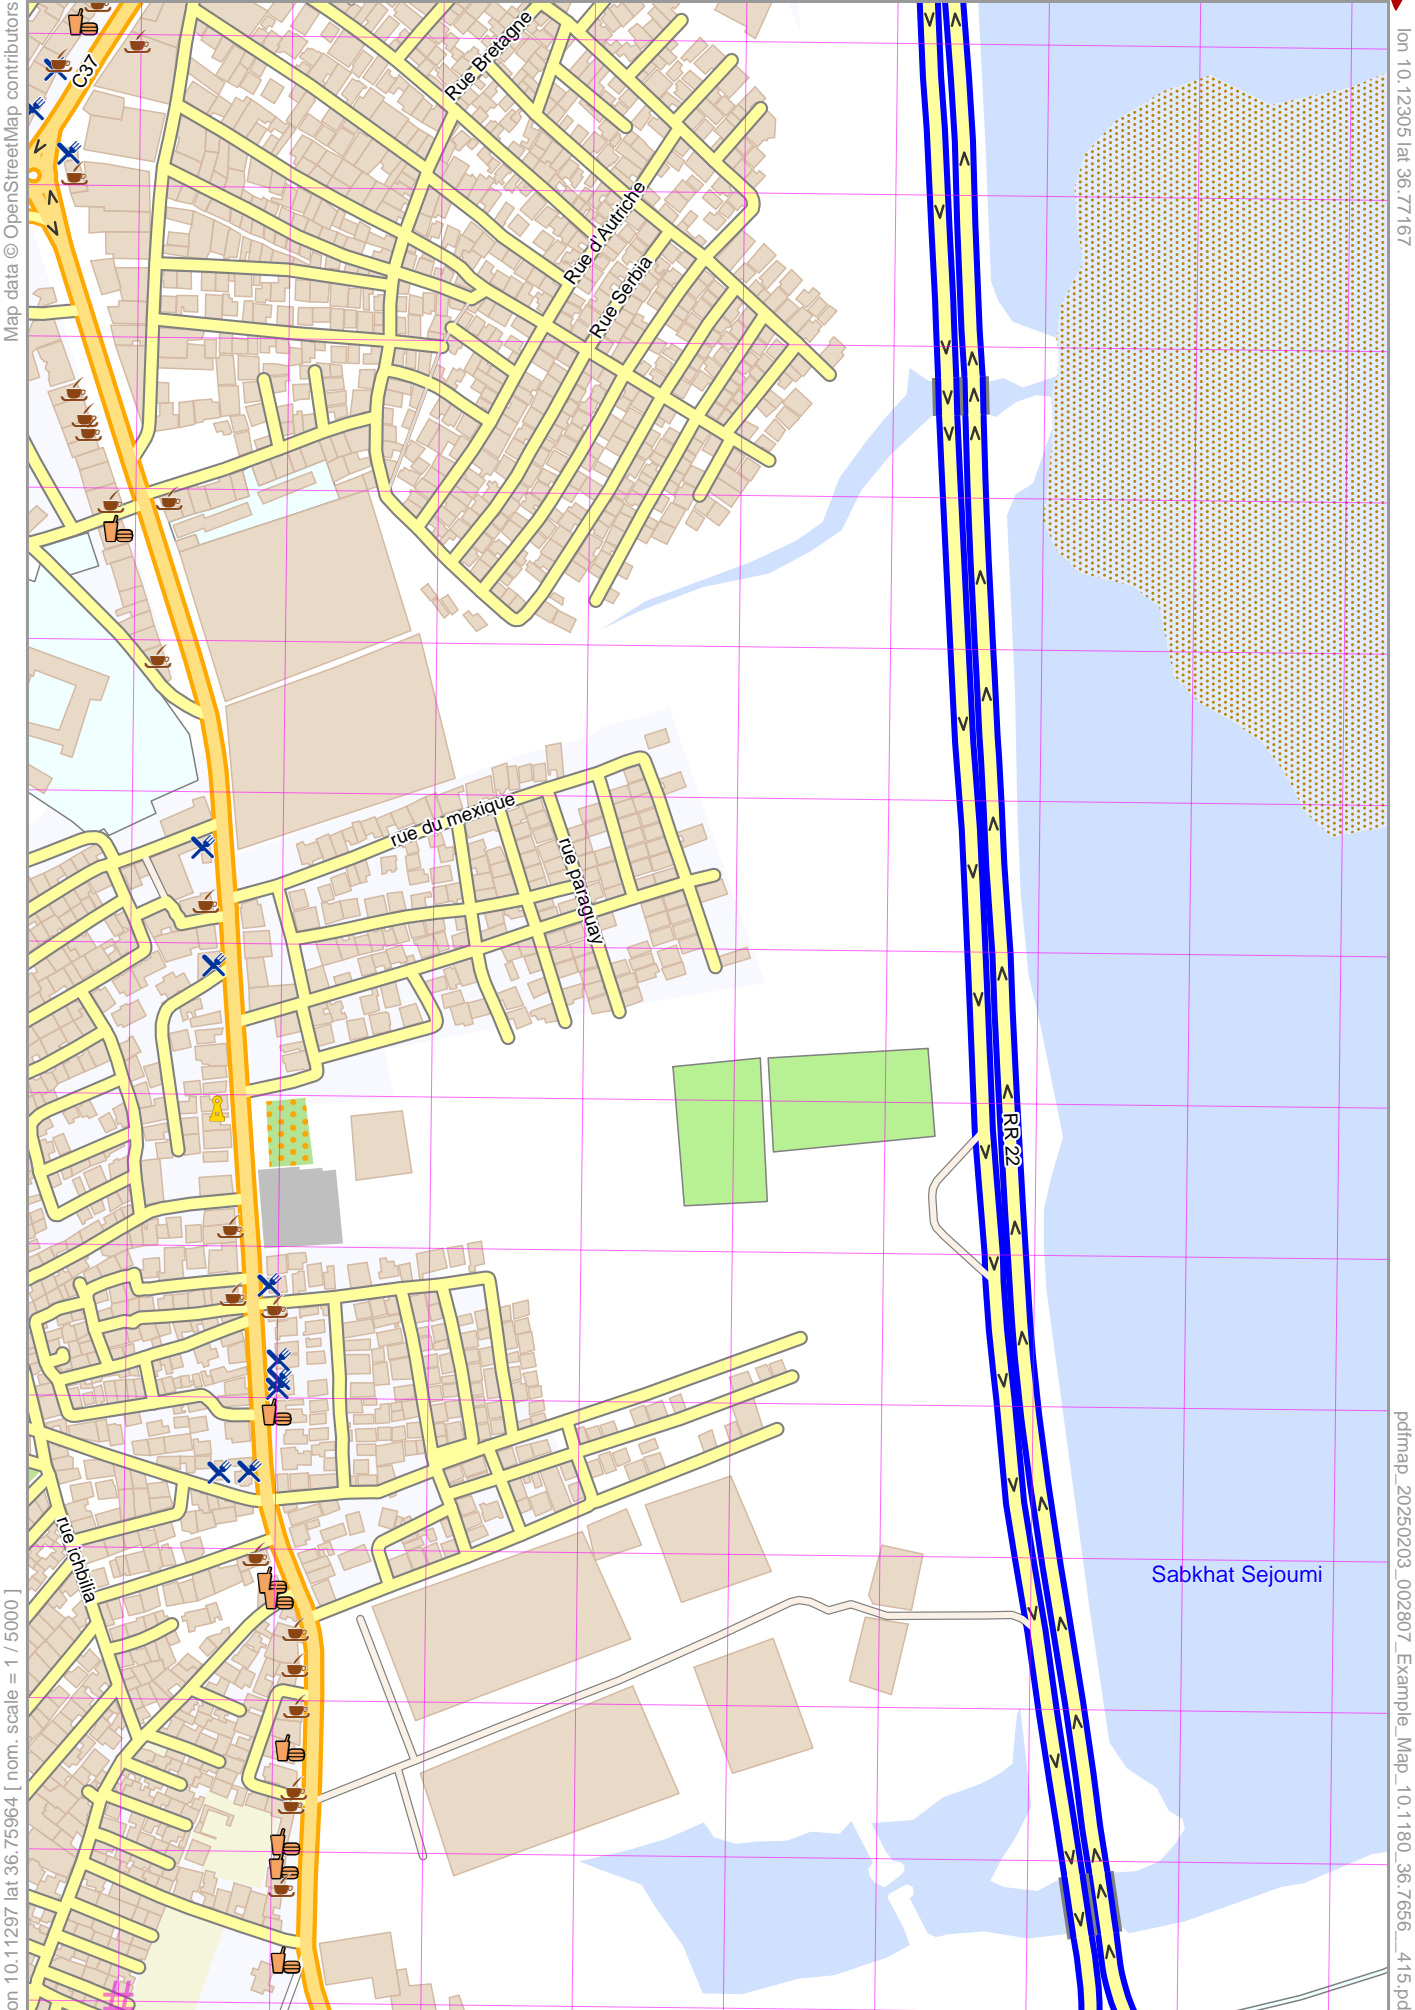 Map data © OpenStreetMap contributors
lon 10.12305 lat 36.77167
C37
Rue Bretagne
Rue d'Autriche
Rue Serbia
rue du mexique
rue paraguay
RR 22
rue ichbilia
Sabkhat Sejoumi
on 10.11297 lat 36.75964 [ nom. scale = 1 / 5000 ]
pdfmap_20250203_002807_Example_Map_10.1180_36.7656__415.pd